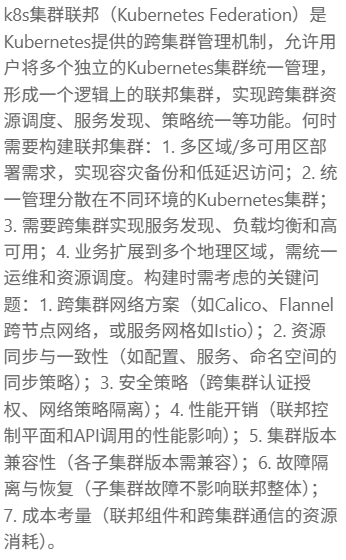 k8s集群联邦（Kubernetes Federation）是
Kubernetes提供的跨集群管理机制，允许用
户将多个独立的Kubernetes集群统一管理，
形成一个逻辑上的联邦集群，实现跨集群资
源调度、服务发现、策略统一等功能。何时
需要构建联邦集群：1. 多区域/多可用区部
署需求，实现容灾备份和低延迟访问；2. 统
一管理分散在不同环境的Kubernetes集群；
3. 需要跨集群实现服务发现、负载均衡和高
可用；4. 业务扩展到多个地理区域，需统一
运维和资源调度。构建时需考虑的关键问
题：1. 跨集群网络方案（如Calico、Flannel
跨节点网络，或服务网格如Istio）；2. 资源
同步与一致性（如配置、服务、命名空间的
同步策略）；3. 安全策略（跨集群认证授
权、网络策略隔离）；4. 性能开销（联邦控
制平面和API调用的性能影响）；5. 集群版本
兼容性（各子集群版本需兼容）；6. 故障隔
离与恢复（子集群故障不影响联邦整体）；
7. 成本考量（联邦组件和跨集群通信的资源
消耗）。